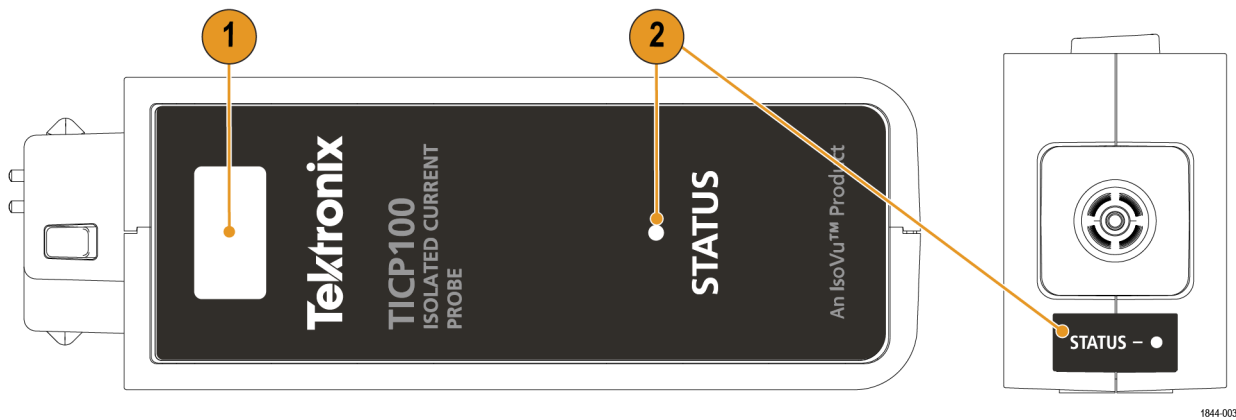 1
2
Tektronix
TICP100
ISOLATED CURRENT
PROBE
STATUS
An IsoVu™ Product
STATUS –
1844-003